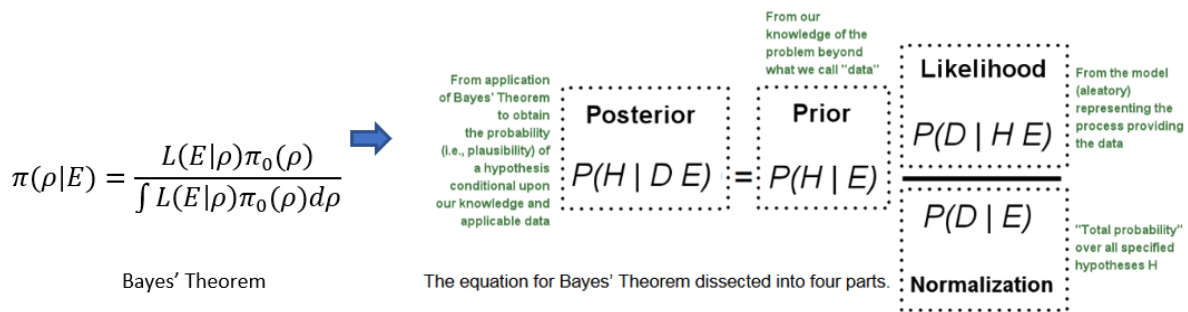 π(ρ|E) = L(E|ρ)π₀(ρ) / ∫ L(E|ρ)π₀(ρ)dρ
Bayes' Theorem
From application
of Bayes' Theorem
to obtain
the probability
(i.e., plausibility) of
a hypothesis
conditional upon
our knowledge and
applicable data
Posterior
P(H | D E)
=
From our
knowledge of the
problem beyond
what we call "data"
Prior
P(H | E)
Likelihood
P(D | H E)
From the model
(aleatory)
representing the
process providing
the data
P(D | E)
Normalization
"Total probability"
over all specified
hypotheses H
The equation for Bayes' Theorem dissected into four parts.